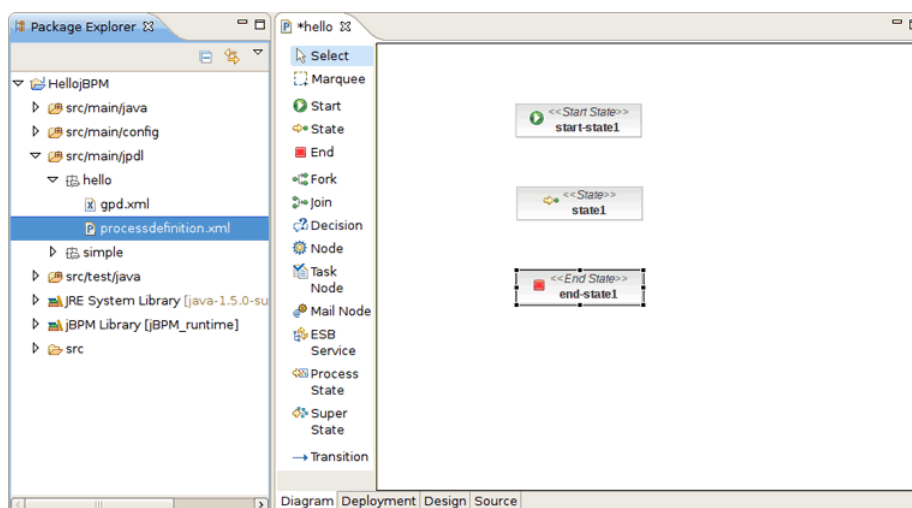 Package Explorer
HellojBPM
src/main/java
src/main/config
src/main/jpdl
hello
gpd.xml
processdefinition.xml
simple
src/test/java
JRE System Library [java-1.5.0-su
jBPM Library [jBPM_runtime]
src
*hello
Select
Marquee
Start
State
End
Fork
Join
Decision
Node
Task
Node
Mail Node
ESB
Service
Process
State
Super
State
Transition
<<Start State>>
start-state1
<<State>>
state1
<<End State>>
end-state1
Diagram Deployment Design Source